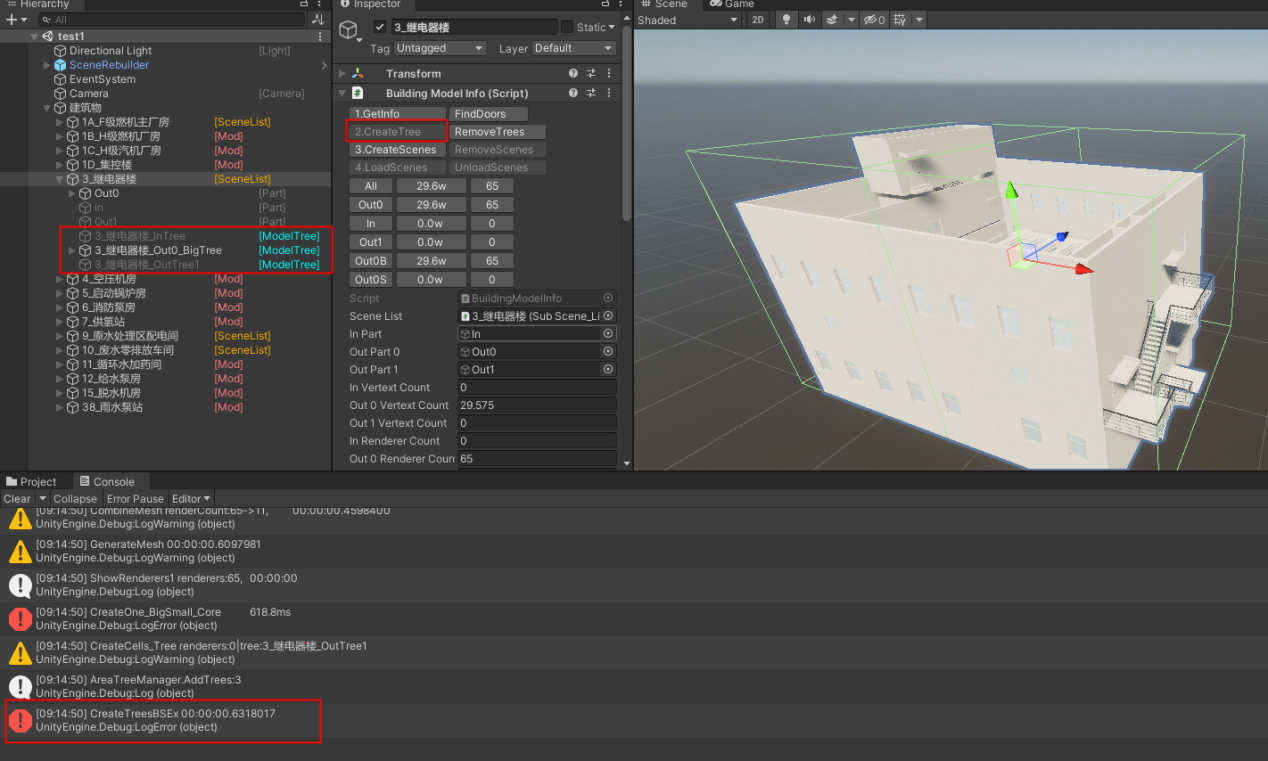 Hierarchy
All
test1
Directional Light [Light]
SceneRebuilder
EventSystem
Camera [Camera]
建筑物
1A_F级燃机主厂房 [SceneList]
1B_H级燃机厂房 [Mod]
1C_H级汽机厂房 [Mod]
1D_集控楼 [Mod]
3_继电器楼 [SceneList]
Out0 [Part]
In [Part]
Out1 [Part]
3_继电器楼_InTree [ModelTree]
3_继电器楼_Out0_BigTree [ModelTree]
3_继电器楼_OutTree1 [ModelTree]
4_空压机房 [Mod]
5_启动锅炉房 [Mod]
6_消防泵房 [Mod]
7_供氢站 [Mod]
9_原水处理区配电间 [SceneList]
10_废水零排放车间 [SceneList]
11_循环水加药间 [Mod]
12_给水泵房 [Mod]
15_脱水机房 [Mod]
38_雨水泵站 [Mod]
Inspector
3_继电器楼 Static
Tag Untagged Layer Default
Transform
Building Model Info (Script)
1.GetInfo FindDoors
2.CreateTree RemoveTrees
3.CreateScenes RemoveScenes
4.LoadScenes UnloadScenes
All 29.6w 65
Out0 29.6w 65
In 0.0w 0
Out1 0.0w 0
Out0B 29.6w 65
Out0S 0.0w 0
Script BuildingModelInfo
Scene List 3_继电器楼 (Sub Scene_Li
In Part In
Out Part 0 Out0
Out Part 1 Out1
In Vertext Count 0
Out 0 Vertext Count 29.575
Out 1 Vertext Count 0
In Renderer Count 0
Out 0 Renderer Coun 65
Scene Game
Shaded 2D 0
Project Console
Clear Collapse Error Pause Editor
[09:14:50] CombineMesh renderCount:65->11, 00:00:00.4598400
UnityEngine.Debug:LogWarning (object)
[09:14:50] GenerateMesh 00:00:00.6097981
UnityEngine.Debug:LogWarning (object)
[09:14:50] ShowRenderers1 renderers:65, 00:00:00
UnityEngine.Debug:Log (object)
[09:14:50] CreateOne_BigSmall_Core 618.8ms
UnityEngine.Debug:LogError (object)
[09:14:50] CreateCells_Tree renderers:0|tree:3_继电器楼_OutTree1
UnityEngine.Debug:LogWarning (object)
[09:14:50] AreaTreeManager.AddTrees:3
UnityEngine.Debug:Log (object)
[09:14:50] CreateTreesBSEx 00:00:00.6318017
UnityEngine.Debug:LogError (object)